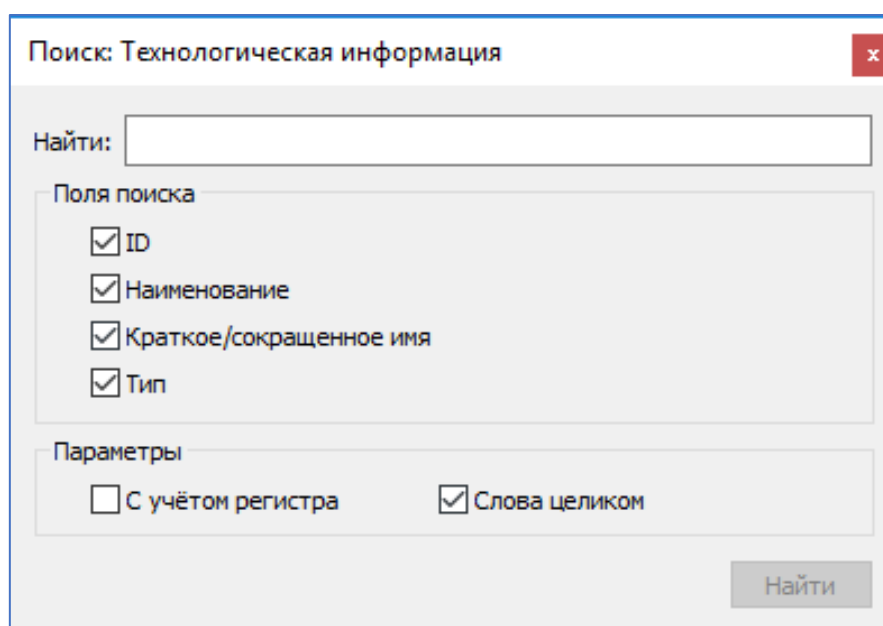 Поиск: Технологическая информация
x
Найти:
Поля поиска
ID
Наименование
Краткое/сокращенное имя
Тип
Параметры
С учётом регистра Слова целиком
Найти